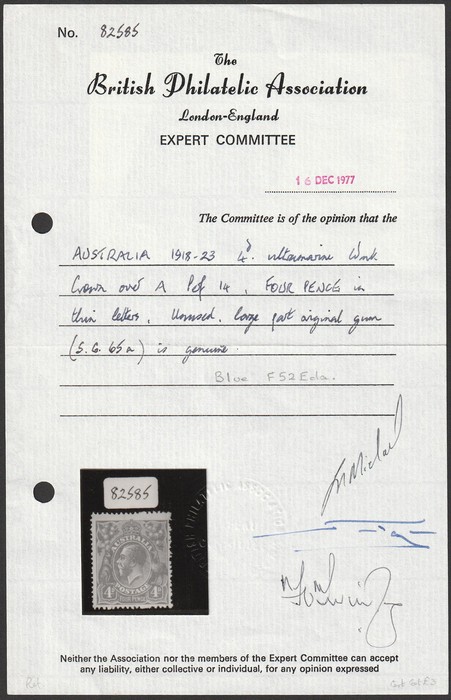 No. 82585
The
British Philatelic Association
London-England
EXPERT COMMITTEE
16 DEC 1977
The Committee is of the opinion that the
AUSTRALIA 1918-23 4d ultramarine Wmk
Crown over A Perf 14, FOUR PENCE in
thin letters. Unused, large part original gum
(S.G. 65a) is genuine.
Blue F52Eda.
82585
AUSTRALIA
4d POSTAGE 4d
FOUR PENCE
Neither the Association nor the members of the Expert Committee can accept
any liability, either collective or individual, for any opinion expressed